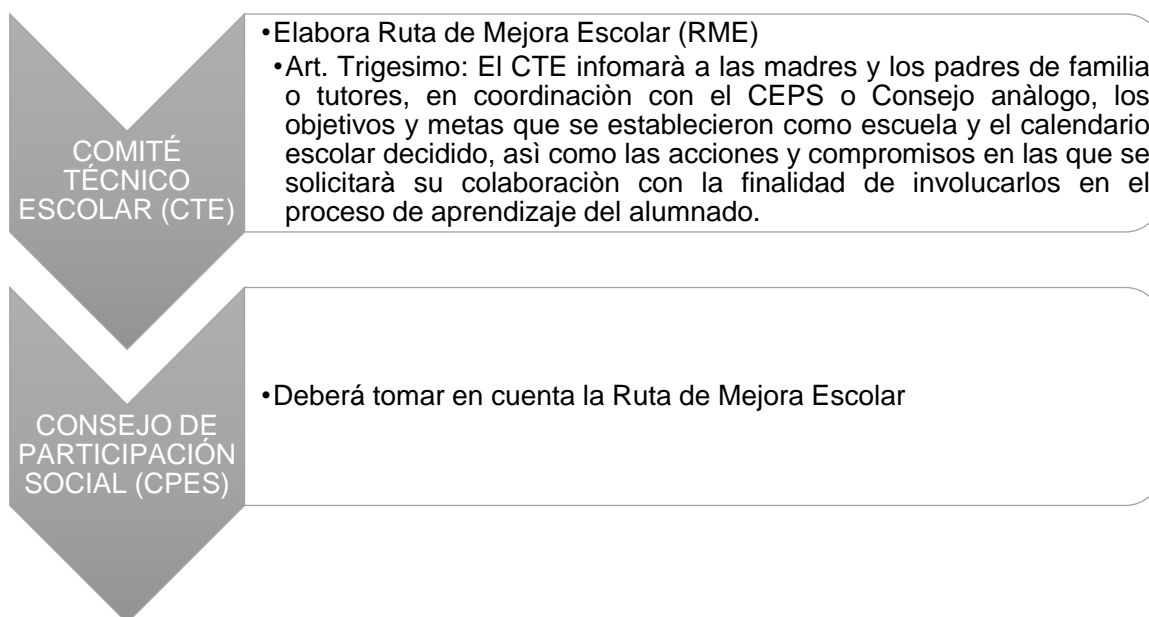 •Elabora Ruta de Mejora Escolar (RME)
•Art. Trigesimo: El CTE infomarà a las madres y los padres de familia
o tutores, en coordinaciòn con el CEPS o Consejo anàlogo, los
objetivos y metas que se establecieron como escuela y el calendario
escolar decidido, asì como las acciones y compromisos en las que se
solicitarà su colaboraciòn con la finalidad de involucarlos en el
proceso de aprendizaje del alumnado.
COMITÉ
TÉCNICO
ESCOLAR (CTE)
•Deberá tomar en cuenta la Ruta de Mejora Escolar
CONSEJO DE
PARTICIPACIÓN
SOCIAL (CPES)